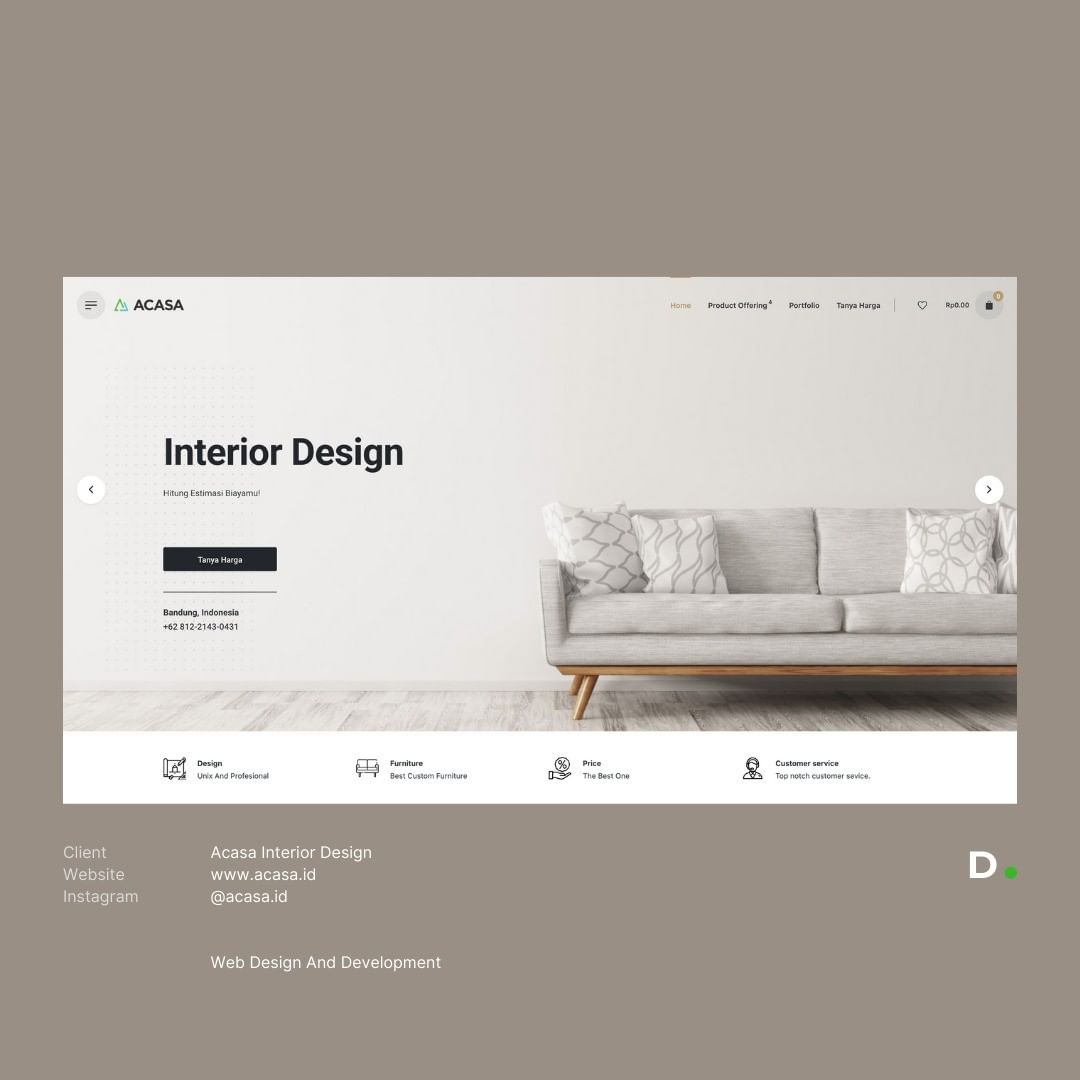 ACASA
Home
Product Offering 4
Portfolio
Tanya Harga
Rp0.00
0
Interior Design
Hitung Estimasi Biayamu!
Tanya Harga
Bandung, Indonesia
+62 812-2143-0431
Design
Unix And Profesional
Furniture
Best Custom Furniture
Price
The Best One
Customer service
Top notch customer sevice.
Client Acasa Interior Design
Website www.acasa.id
Instagram @acasa.id
D.
Web Design And Development